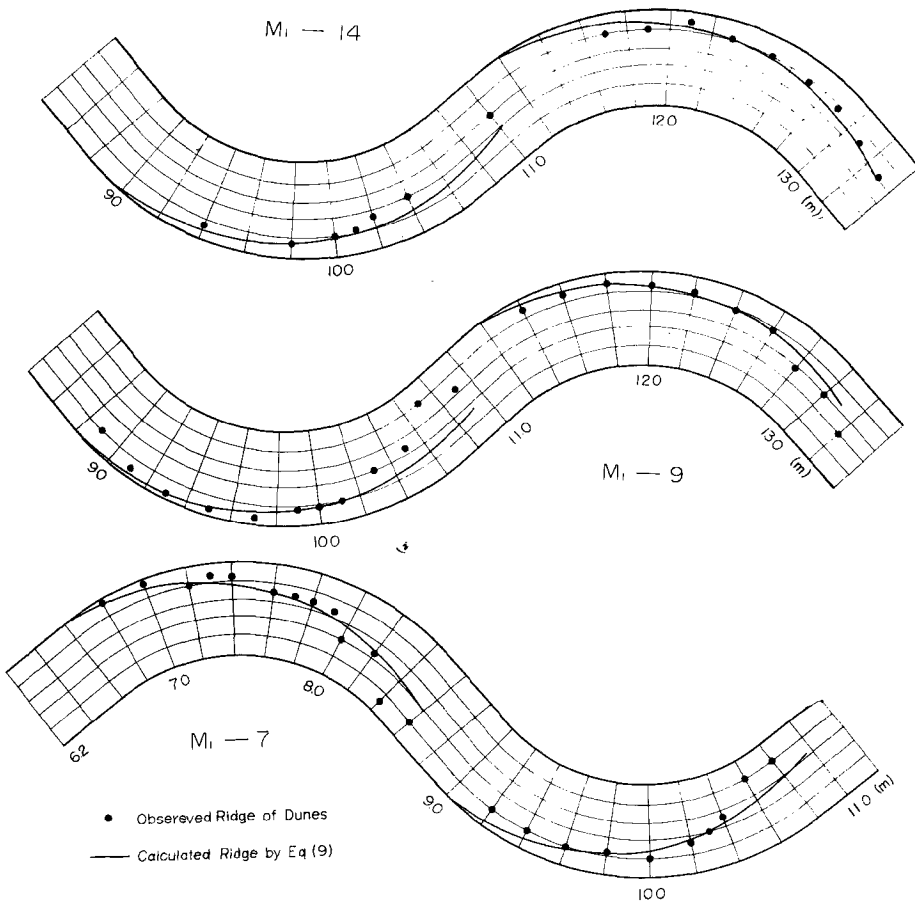 M₁ — 14
90
100
110
120
130 (m)
M₁ — 9
90
100
110
120
130 (m)
M₁ — 7
62
70
80
90
100
110 (m)
● Obsereved Ridge of Dunes
— Calculated Ridge by Eq (9)